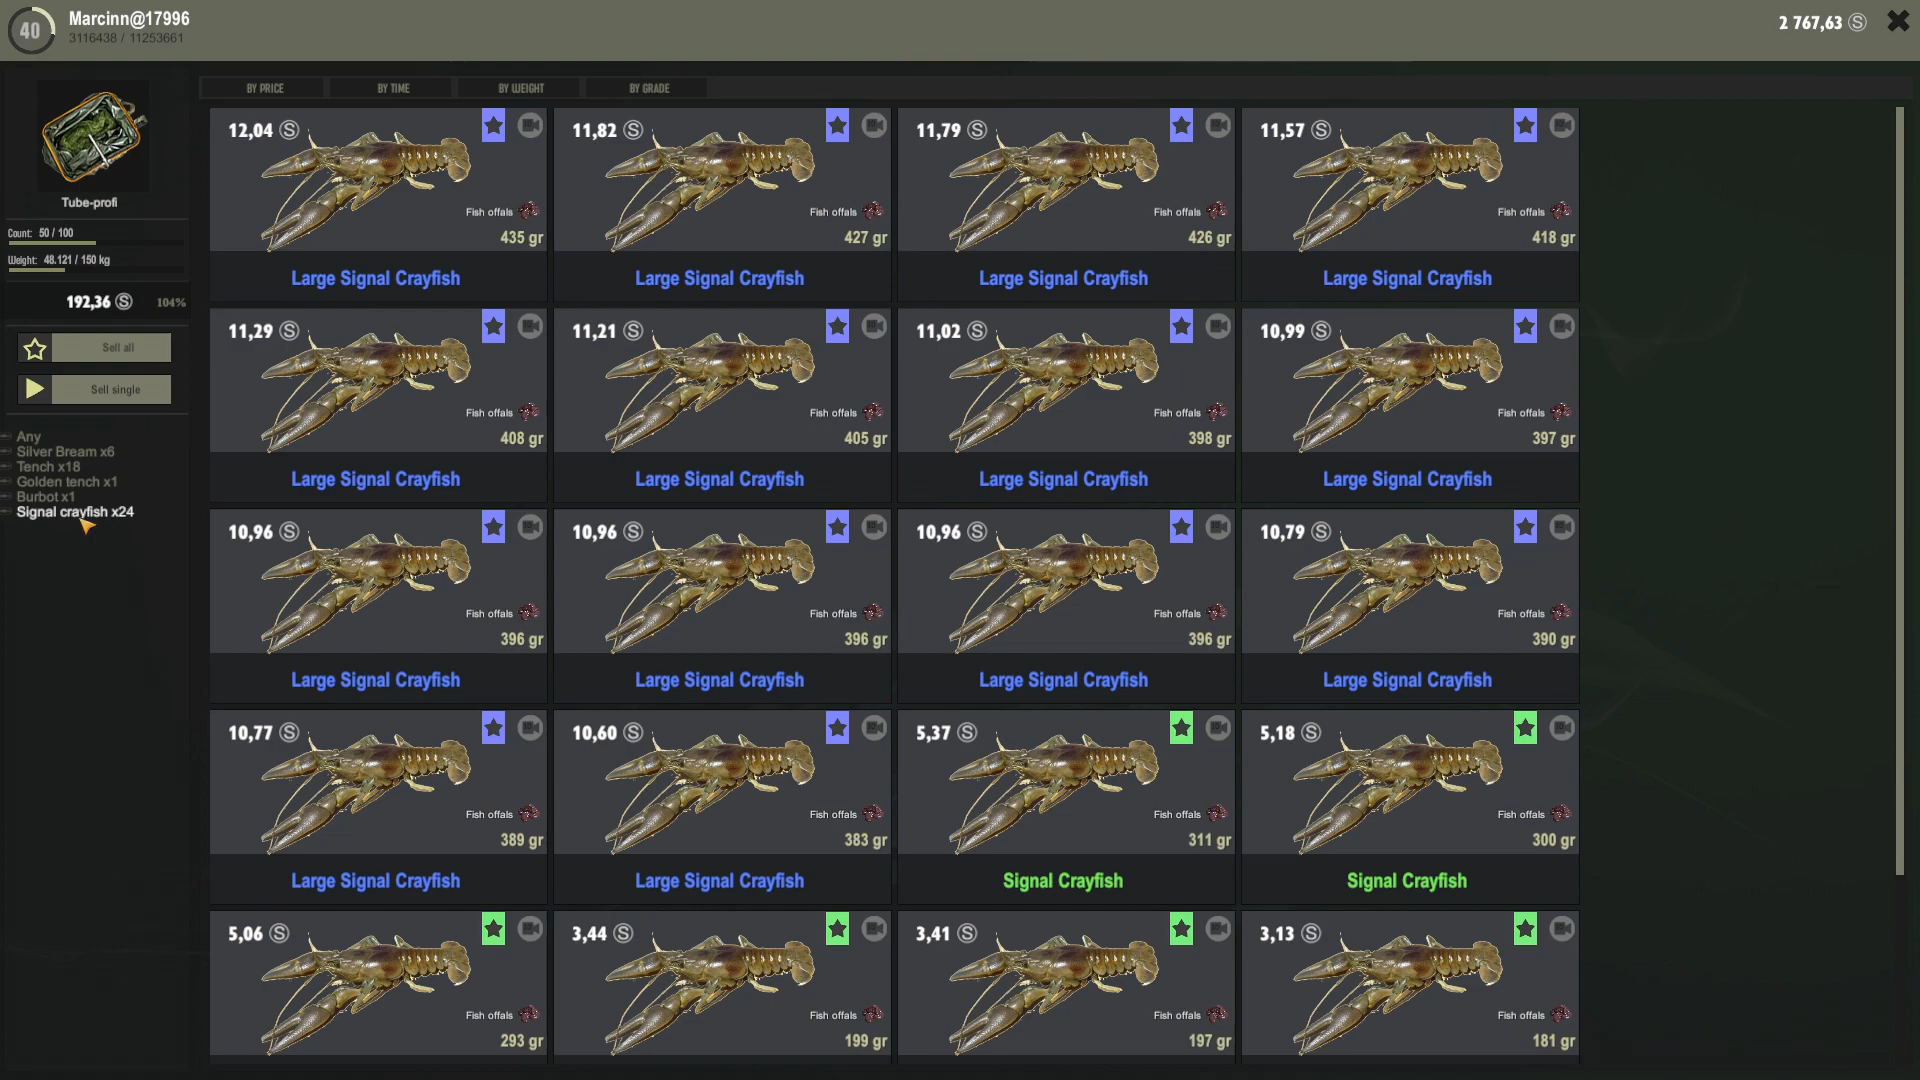 40
Marcinn@17996
3116438 / 11253661
2 767,63 S
Tube-profi
Count: 50 / 100
Weight: 48.121 / 150 kg
192,36 S 104%
Sell all
Sell single
Any
Silver Bream x6
Tench x18
Golden tench x1
Burbot x1
Signal crayfish x24
BY PRICE BY TIME BY WEIGHT BY GRADE
12,04 S 11,82 S 11,79 S 11,57 S
Fish offals Fish offals Fish offals Fish offals
435 gr 427 gr 426 gr 418 gr
Large Signal Crayfish Large Signal Crayfish Large Signal Crayfish Large Signal Crayfish
11,29 S 11,21 S 11,02 S 10,99 S
Fish offals Fish offals Fish offals Fish offals
408 gr 405 gr 398 gr 397 gr
Large Signal Crayfish Large Signal Crayfish Large Signal Crayfish Large Signal Crayfish
10,96 S 10,96 S 10,96 S 10,79 S
Fish offals Fish offals Fish offals Fish offals
396 gr 396 gr 396 gr 390 gr
Large Signal Crayfish Large Signal Crayfish Large Signal Crayfish Large Signal Crayfish
10,77 S 10,60 S 5,37 S 5,18 S
Fish offals Fish offals Fish offals Fish offals
389 gr 383 gr 311 gr 300 gr
Large Signal Crayfish Large Signal Crayfish Signal Crayfish Signal Crayfish
5,06 S 3,44 S 3,41 S 3,13 S
Fish offals Fish offals Fish offals Fish offals
293 gr 199 gr 197 gr 181 gr